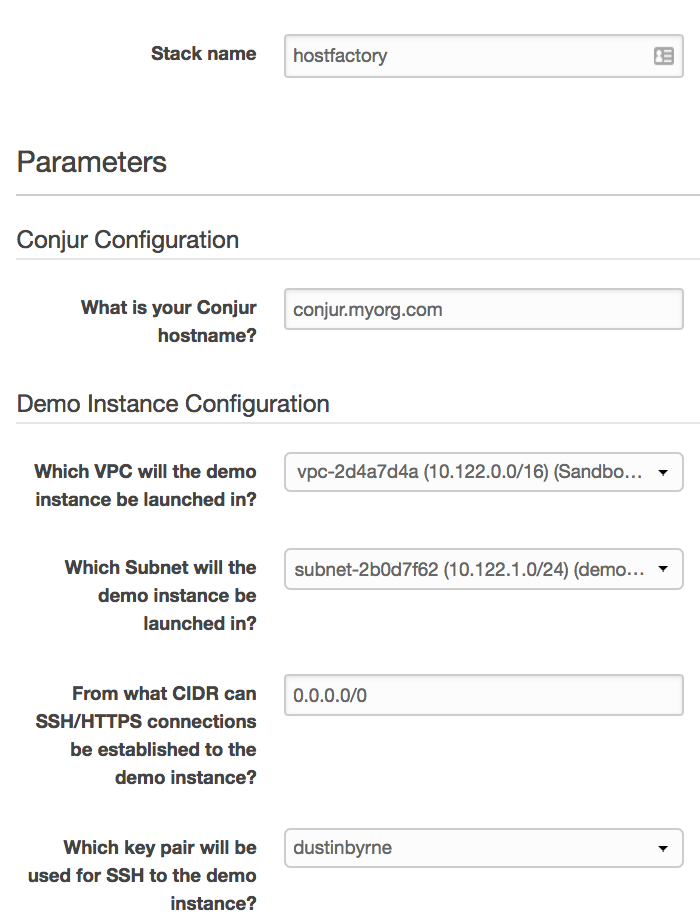 Stack name
hostfactory
Parameters
Conjur Configuration
What is your Conjur
hostname?
conjur.myorg.com
Demo Instance Configuration
Which VPC will the demo
instance be launched in?
vpc-2d4a7d4a (10.122.0.0/16) (Sandbo...
Which Subnet will the
demo instance be
launched in?
subnet-2b0d7f62 (10.122.1.0/24) (demo...
From what CIDR can
SSH/HTTPS connections
be established to the
demo instance?
0.0.0.0/0
Which key pair will be
used for SSH to the demo
instance?
dustinbyrne